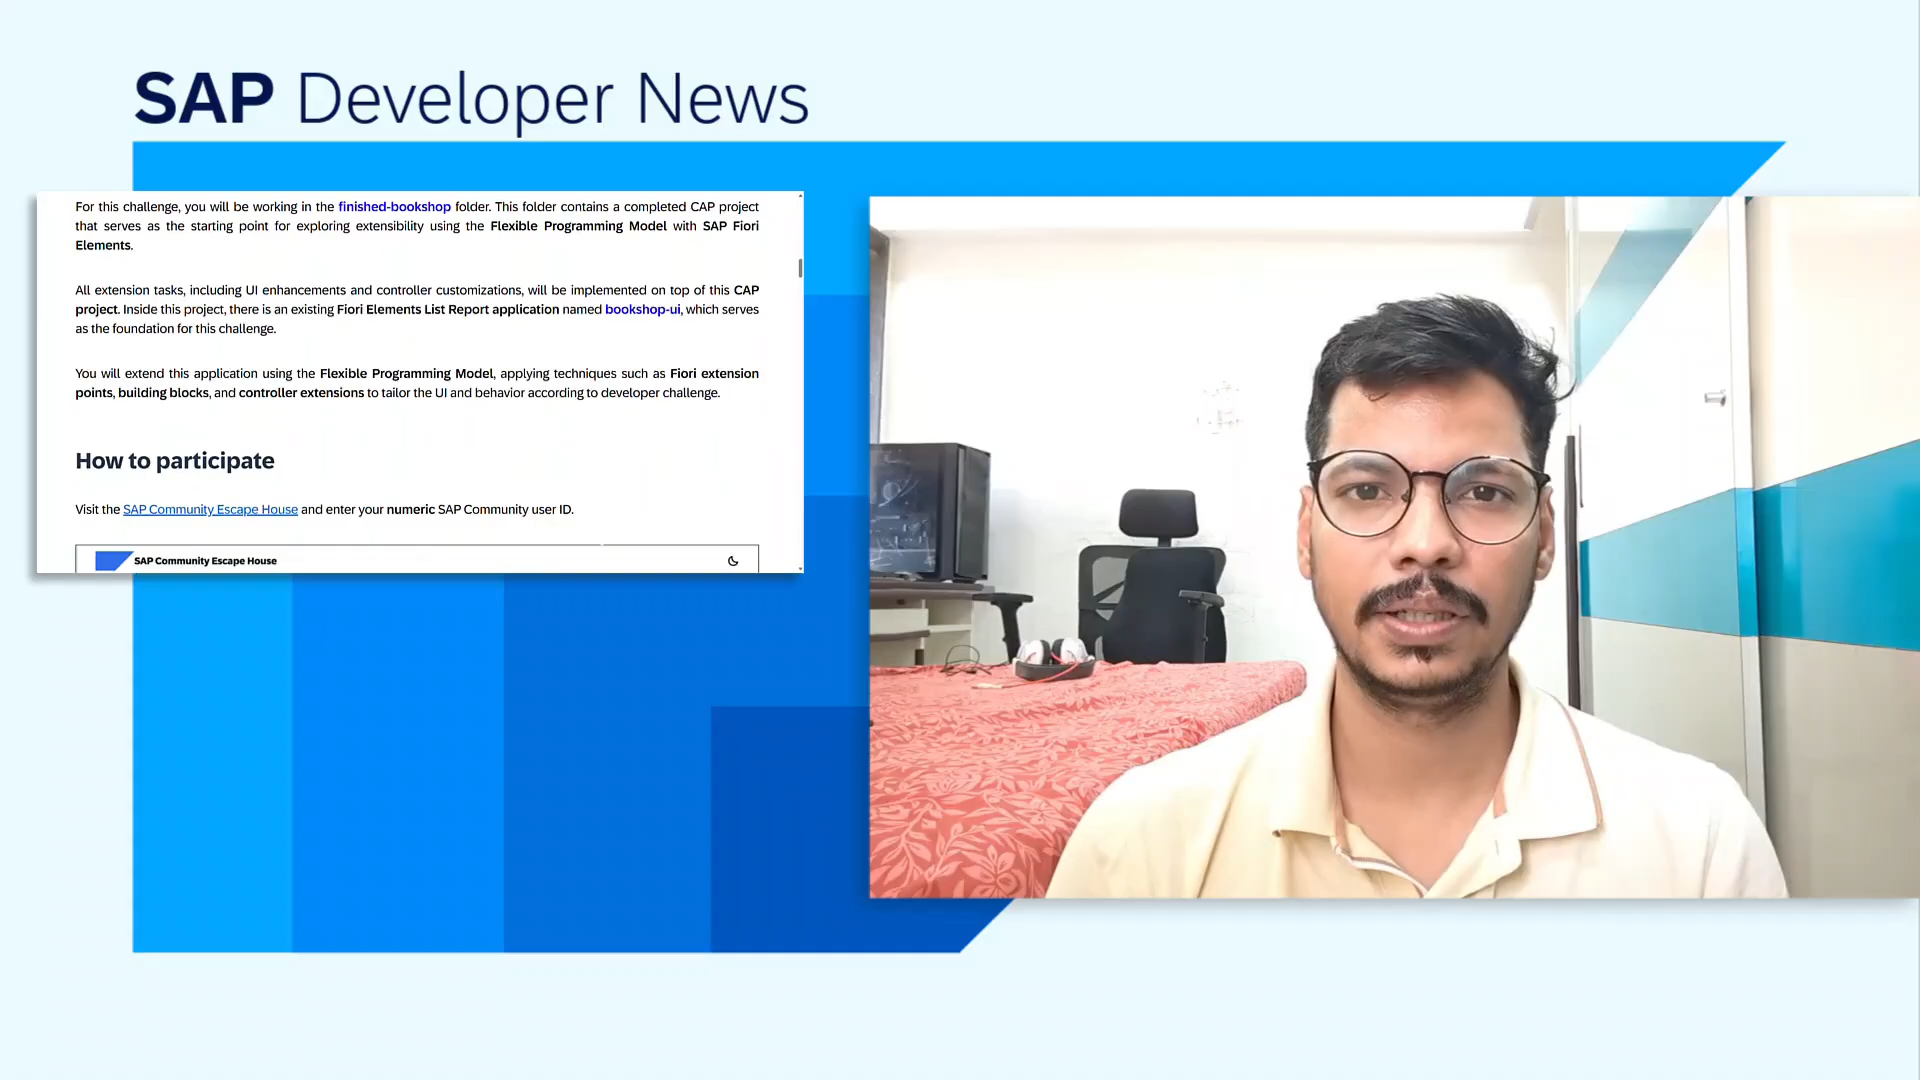 SAP Developer News
For this challenge, you will be working in the finished-bookshop folder. This folder contains a completed CAP project
that serves as the starting point for exploring extensibility using the Flexible Programming Model with SAP Fiori
Elements.
All extension tasks, including UI enhancements and controller customizations, will be implemented on top of this CAP
project. Inside this project, there is an existing Fiori Elements List Report application named bookshop-ui, which serves
as the foundation for this challenge.
You will extend this application using the Flexible Programming Model, applying techniques such as Fiori extension
points, building blocks, and controller extensions to tailor the UI and behavior according to developer challenge.
How to participate
Visit the SAP Community Escape House and enter your numeric SAP Community user ID.
SAP Community Escape House